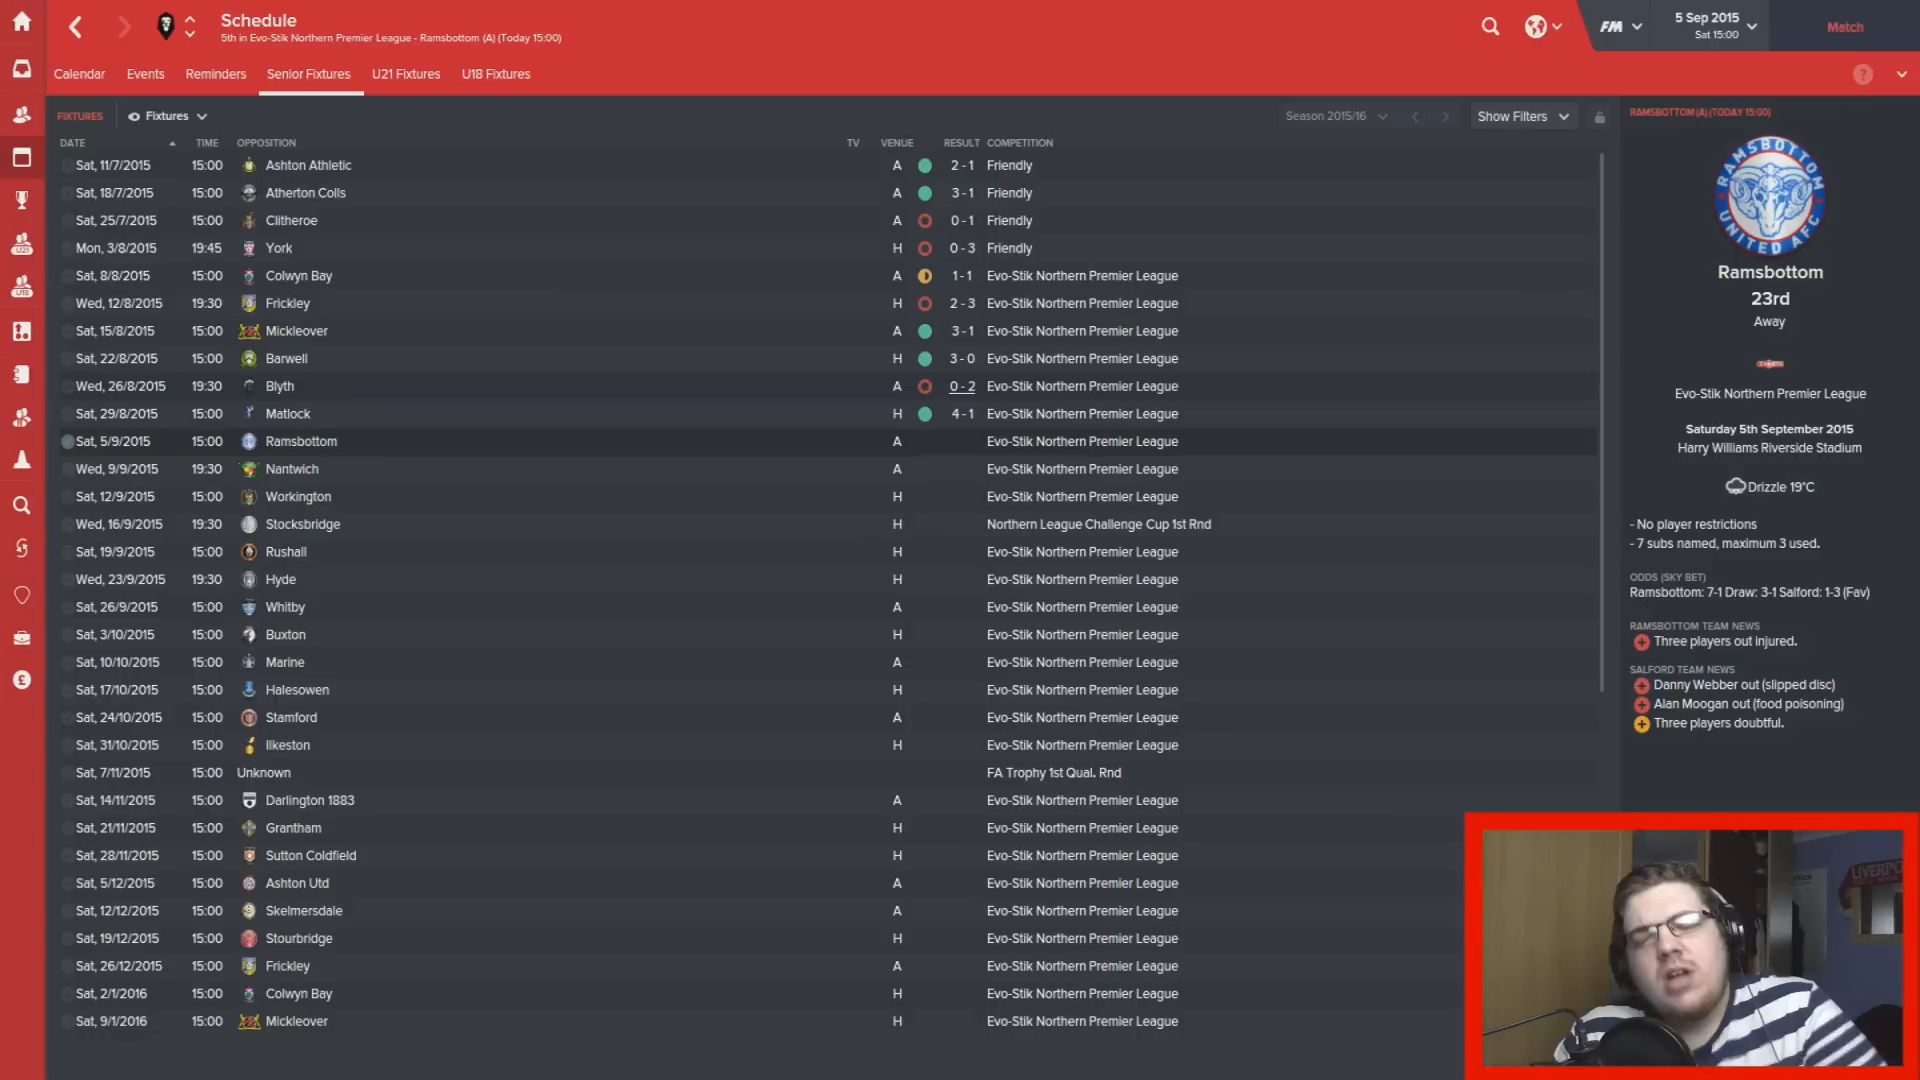 Schedule
5th in Evo-Stik Northern Premier League - Ramsbottom (A) (Today 15:00)
FM
5 Sep 2015
Sat 15:00
Match
Calendar Events Reminders Senior Fixtures U21 Fixtures U18 Fixtures
?
FIXTURES Fixtures Season 2015/16 Show Filters
DATE TIME OPPOSITION TV VENUE RESULT COMPETITION
Sat, 11/7/2015 15:00 Ashton Athletic A 2 - 1 Friendly
Sat, 18/7/2015 15:00 Atherton Colls A 3 - 1 Friendly
Sat, 25/7/2015 15:00 Clitheroe A 0 - 1 Friendly
Mon, 3/8/2015 19:45 York H 0 - 3 Friendly
Sat, 8/8/2015 15:00 Colwyn Bay A 1 - 1 Evo-Stik Northern Premier League
Wed, 12/8/2015 19:30 Frickley H 2 - 3 Evo-Stik Northern Premier League
Sat, 15/8/2015 15:00 Mickleover A 3 - 1 Evo-Stik Northern Premier League
Sat, 22/8/2015 15:00 Barwell H 3 - 0 Evo-Stik Northern Premier League
Wed, 26/8/2015 19:30 Blyth A 0 - 2 Evo-Stik Northern Premier League
Sat, 29/8/2015 15:00 Matlock H 4 - 1 Evo-Stik Northern Premier League
Sat, 5/9/2015 15:00 Ramsbottom A Evo-Stik Northern Premier League
Wed, 9/9/2015 19:30 Nantwich A Evo-Stik Northern Premier League
Sat, 12/9/2015 15:00 Workington H Evo-Stik Northern Premier League
Wed, 16/9/2015 19:30 Stocksbridge H Northern League Challenge Cup 1st Rnd
Sat, 19/9/2015 15:00 Rushall H Evo-Stik Northern Premier League
Wed, 23/9/2015 19:30 Hyde H Evo-Stik Northern Premier League
Sat, 26/9/2015 15:00 Whitby A Evo-Stik Northern Premier League
Sat, 3/10/2015 15:00 Buxton H Evo-Stik Northern Premier League
Sat, 10/10/2015 15:00 Marine A Evo-Stik Northern Premier League
Sat, 17/10/2015 15:00 Halesowen H Evo-Stik Northern Premier League
Sat, 24/10/2015 15:00 Stamford A Evo-Stik Northern Premier League
Sat, 31/10/2015 15:00 Ilkeston H Evo-Stik Northern Premier League
Sat, 7/11/2015 15:00 Unknown FA Trophy 1st Qual. Rnd
Sat, 14/11/2015 15:00 Darlington 1883 A Evo-Stik Northern Premier League
Sat, 21/11/2015 15:00 Grantham H Evo-Stik Northern Premier League
Sat, 28/11/2015 15:00 Sutton Coldfield H Evo-Stik Northern Premier League
Sat, 5/12/2015 15:00 Ashton Utd A Evo-Stik Northern Premier League
Sat, 12/12/2015 15:00 Skelmersdale A Evo-Stik Northern Premier League
Sat, 19/12/2015 15:00 Stourbridge H Evo-Stik Northern Premier League
Sat, 26/12/2015 15:00 Frickley A Evo-Stik Northern Premier League
Sat, 2/1/2016 15:00 Colwyn Bay H Evo-Stik Northern Premier League
Sat, 9/1/2016 15:00 Mickleover H Evo-Stik Northern Premier League
RAMSBOTTOM (A) (TODAY 15:00)
RAMSBOTTOM
UNITED AFC
Ramsbottom
23rd
Away
Evo-Stik Northern Premier League
Saturday 5th September 2015
Harry Williams Riverside Stadium
Drizzle 19°C
- No player restrictions
- 7 subs named, maximum 3 used.
ODDS (SKY BET)
Ramsbottom: 7-1 Draw: 3-1 Salford: 1-3 (Fav)
RAMSBOTTOM TEAM NEWS
Three players out injured.
SALFORD TEAM NEWS
Danny Webber out (slipped disc)
Alan Moogan out (food poisoning)
Three players doubtful.